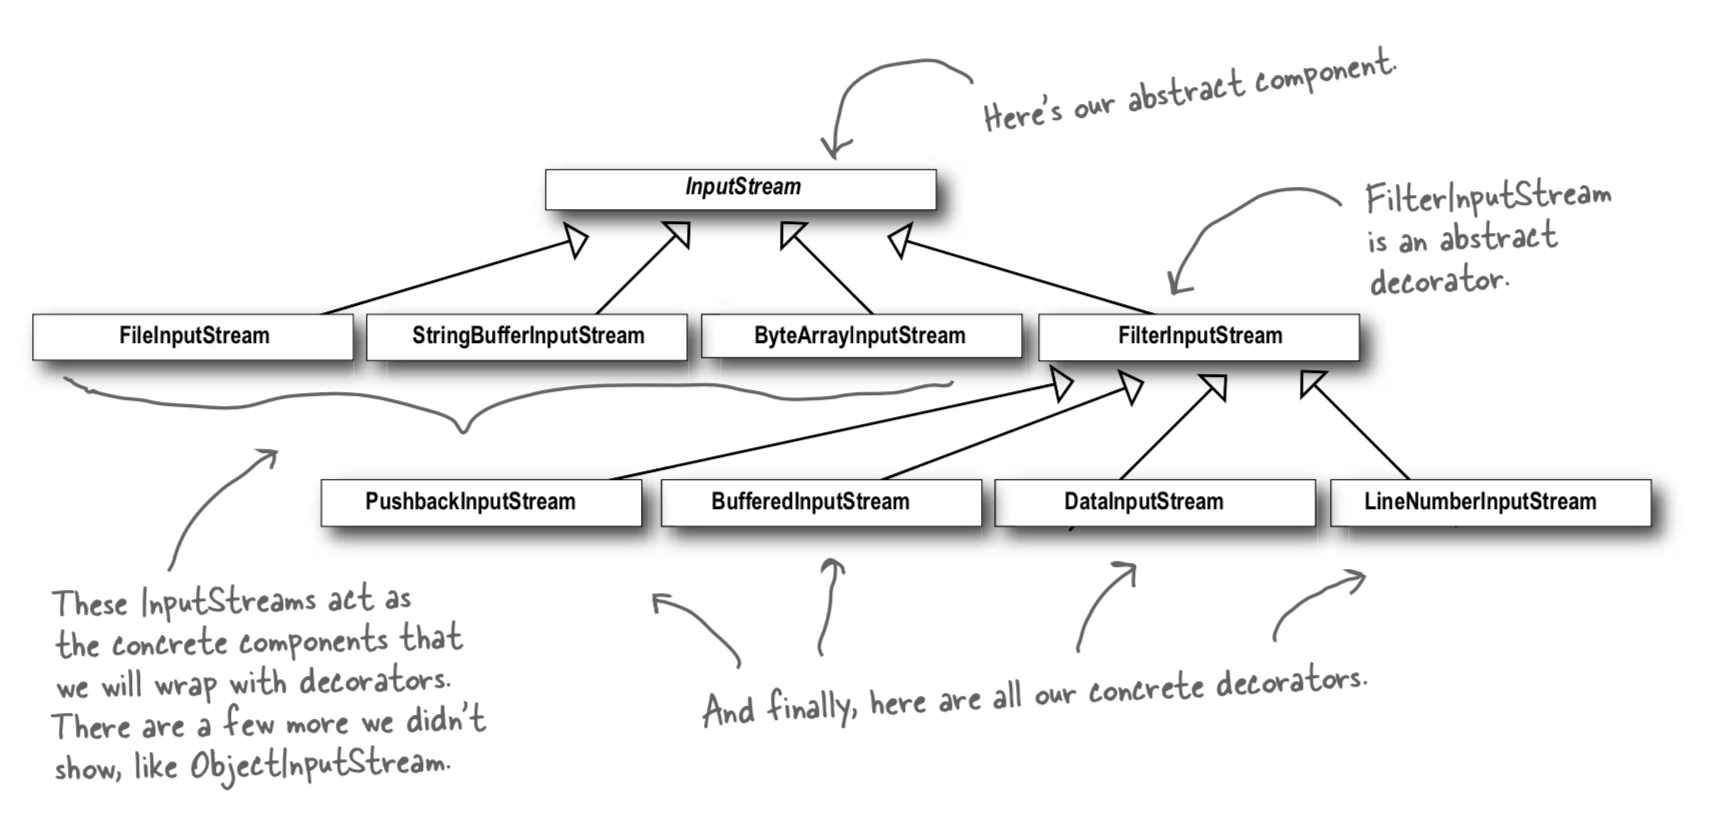 Here's our abstract component.
InputStream
FilterInputStream
is an abstract
decorator.
FileInputStream
StringBufferInputStream
ByteArrayInputStream
FilterInputStream
PushbackInputStream
BufferedInputStream
DataInputStream
LineNumberInputStream
These InputStreams act as
the concrete components that
we will wrap with decorators.
There are a few more we didn't
show, like ObjectInputStream.
And finally, here are all our concrete decorators.